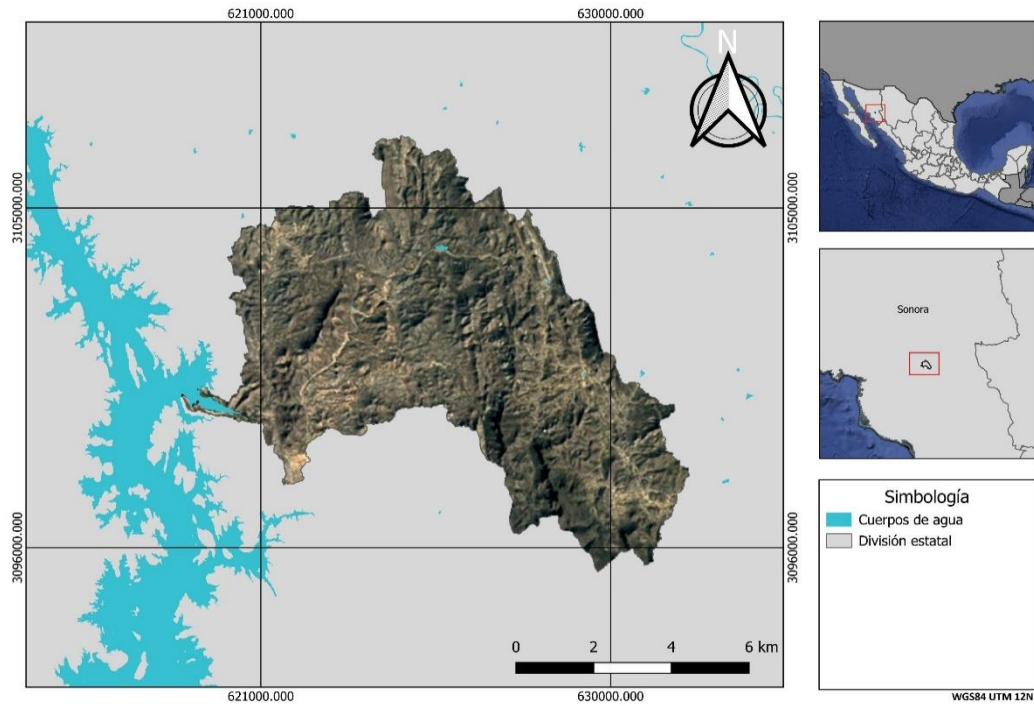 621000.000
630000.000
N
3105000.000
3105000.000
Sonora
3096000.000
3096000.000
Simbología
Cuerpos de agua
División estatal
0
2
4
6 km
621000.000
630000.000
WGS84 UTM 12N